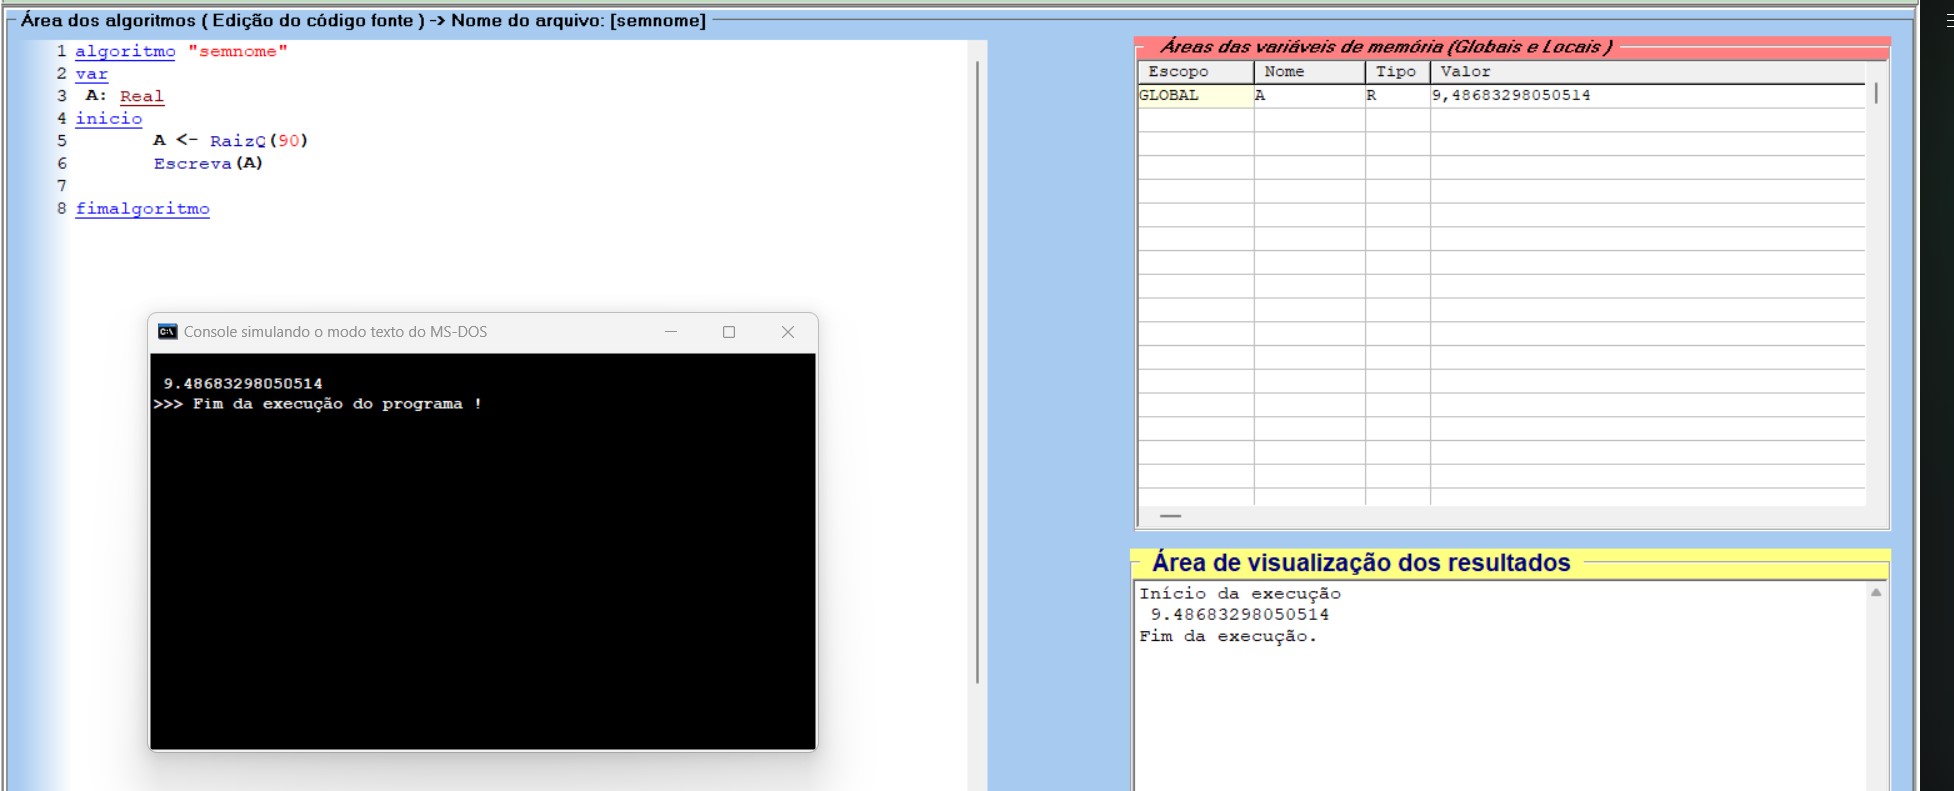 Área dos algoritmos ( Edição do código fonte ) -> Nome do arquivo: [semnome]
1 algoritmo "semnome"
2 var
3 A: Real
4 inicio
5 A <- RaizQ(90)
6 Escreva(A)
7
8 fimalgoritmo
Console simulando o modo texto do MS-DOS
9.48683298050514
>>> Fim da execução do programa !
Áreas das variáveis de memória (Globais e Locais )
Escopo Nome Tipo Valor
GLOBAL A R 9,48683298050514
Área de visualização dos resultados
Início da execução
9.48683298050514
Fim da execução.